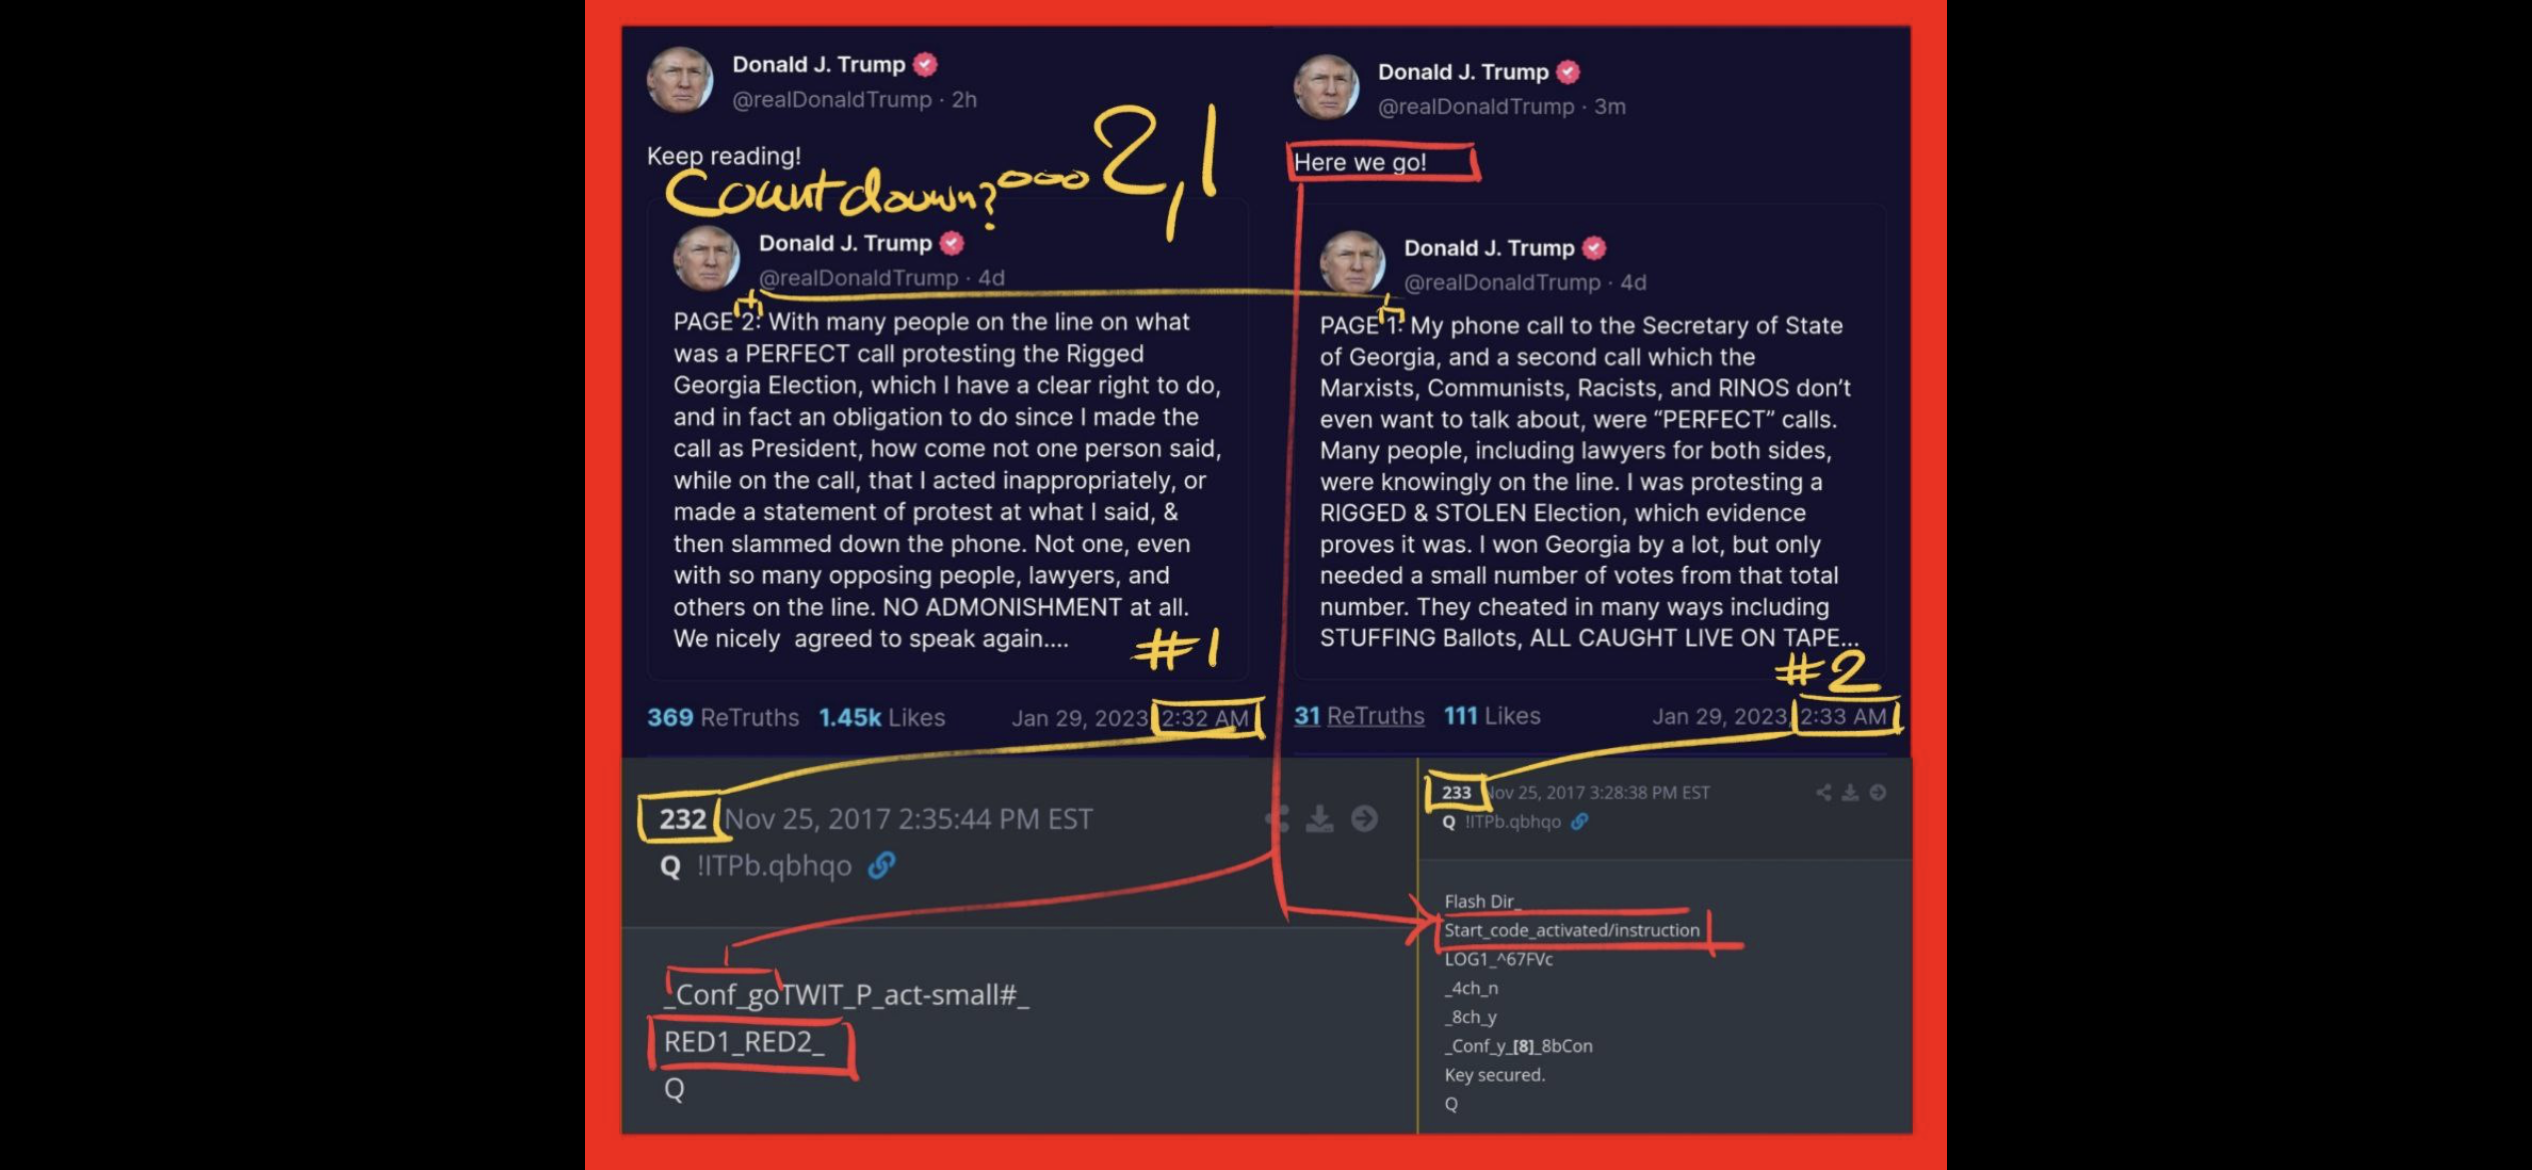 Donald J. Trump
@realDonaldTrump · 2h
Keep reading!
Countdown? 2,1
Donald J. Trump
@realDonaldTrump · 4d
PAGE 2: With many people on the line on what
was a PERFECT call protesting the Rigged
Georgia Election, which I have a clear right to do,
and in fact an obligation to do since I made the
call as President, how come not one person said,
while on the call, that I acted inappropriately, or
made a statement of protest at what I said, &
then slammed down the phone. Not one, even
with so many opposing people, lawyers, and
others on the line. NO ADMONISHMENT at all.
We nicely agreed to speak again....
#1
369 ReTruths 1.45k Likes Jan 29, 2023, 2:32 AM
Donald J. Trump
@realDonaldTrump · 3m
Here we go!
Donald J. Trump
@realDonaldTrump · 4d
PAGE 1: My phone call to the Secretary of State
of Georgia, and a second call which the
Marxists, Communists, Racists, and RINOS don't
even want to talk about, were “PERFECT” calls.
Many people, including lawyers for both sides,
were knowingly on the line. I was protesting a
RIGGED & STOLEN Election, which evidence
proves it was. I won Georgia by a lot, but only
needed a small number of votes from that total
number. They cheated in many ways including
STUFFING Ballots, ALL CAUGHT LIVE ON TAPE...
#2
31 ReTruths 111 Likes Jan 29, 2023, 2:33 AM
232 Nov 25, 2017 2:35:44 PM EST
Q !ITPb.qbhqo
_Conf_goTWIT_P_act-small#_
RED1_RED2_
Q
233 Nov 25, 2017 3:28:38 PM EST
Q !ITPb.qbhqo
Flash Dir_
Start_code_activated/instruction
LOG1_^67FVc
_4ch_n
_8ch_y
_Conf_y_[8]_8bCon
Key secured.
Q